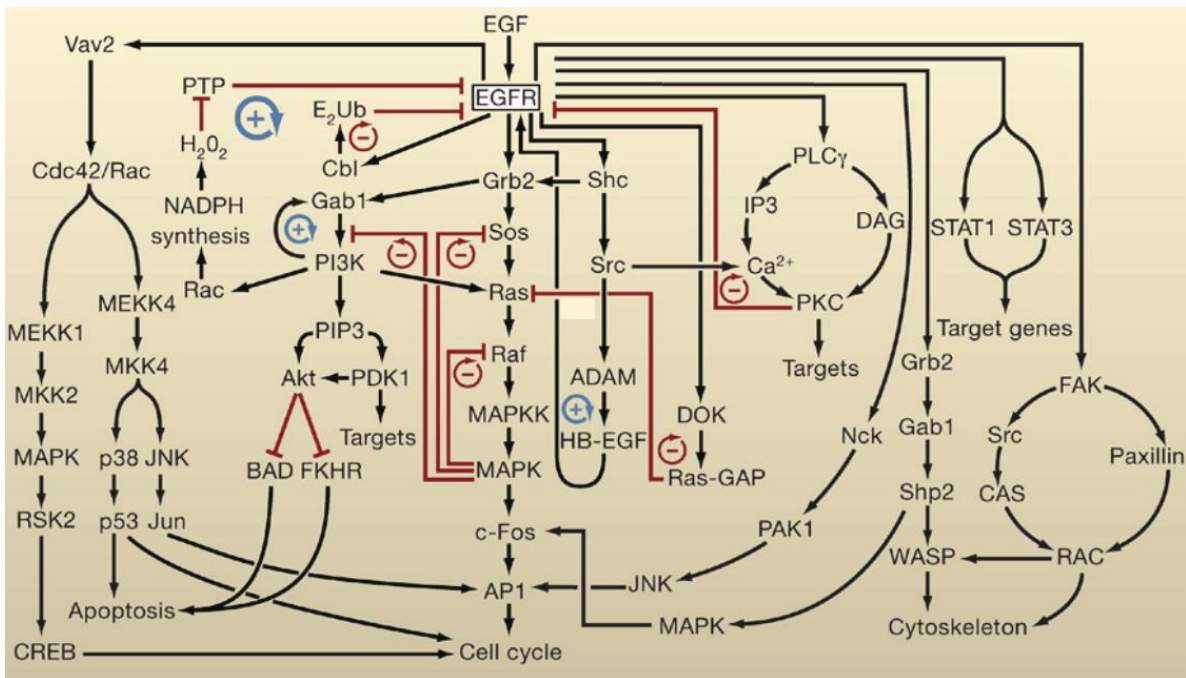 EGF
Vav2
PTP
EGFR
E2Ub
+
-
H202
PLCγ
Cdc42/Rac
Cbl
Grb2
Shc
Gab1
IP3
NADPH
synthesis
DAG
STAT1
STAT3
+
-
-
Sos
PI3K
Src
Ca2+
-
Rac
Ras
PKC
MEKK4
MEKK1
PIP3
Target genes
Raf
-
Targets
Grb2
MKK4
Akt
PDK1
ADAM
FAK
MKK2
MAPKK
+
DOK
Targets
HB-EGF
Nck
Gab1
Src
Paxillin
MAPK
p38
JNK
BAD
FKHR
MAPK
-
Ras-GAP
Shp2
CAS
RSK2
p53
Jun
c-Fos
PAK1
WASP
RAC
AP1
JNK
Apoptosis
MAPK
Cytoskeleton
CREB
Cell cycle